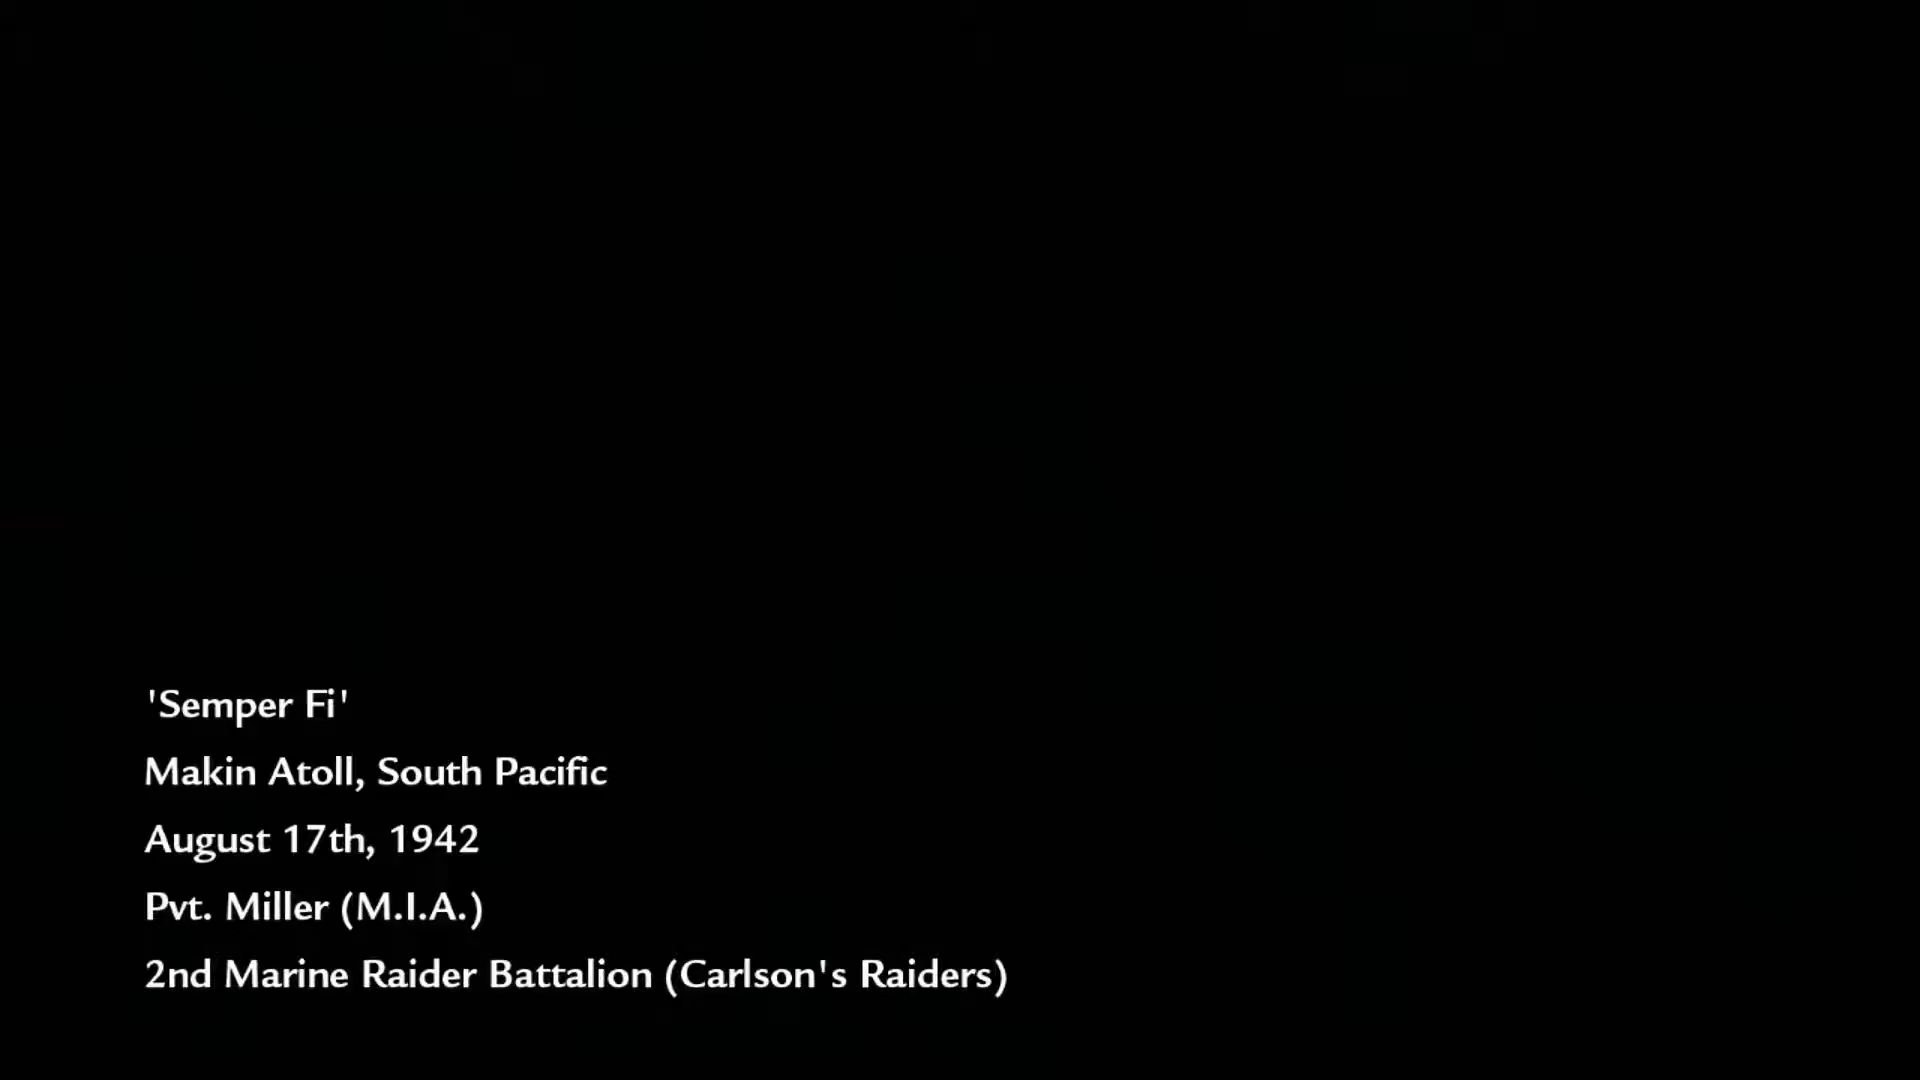 'Semper Fi'
Makin Atoll, South Pacific
August 17th, 1942
Pvt. Miller (M.I.A.)
2nd Marine Raider Battalion (Carlson's Raiders)